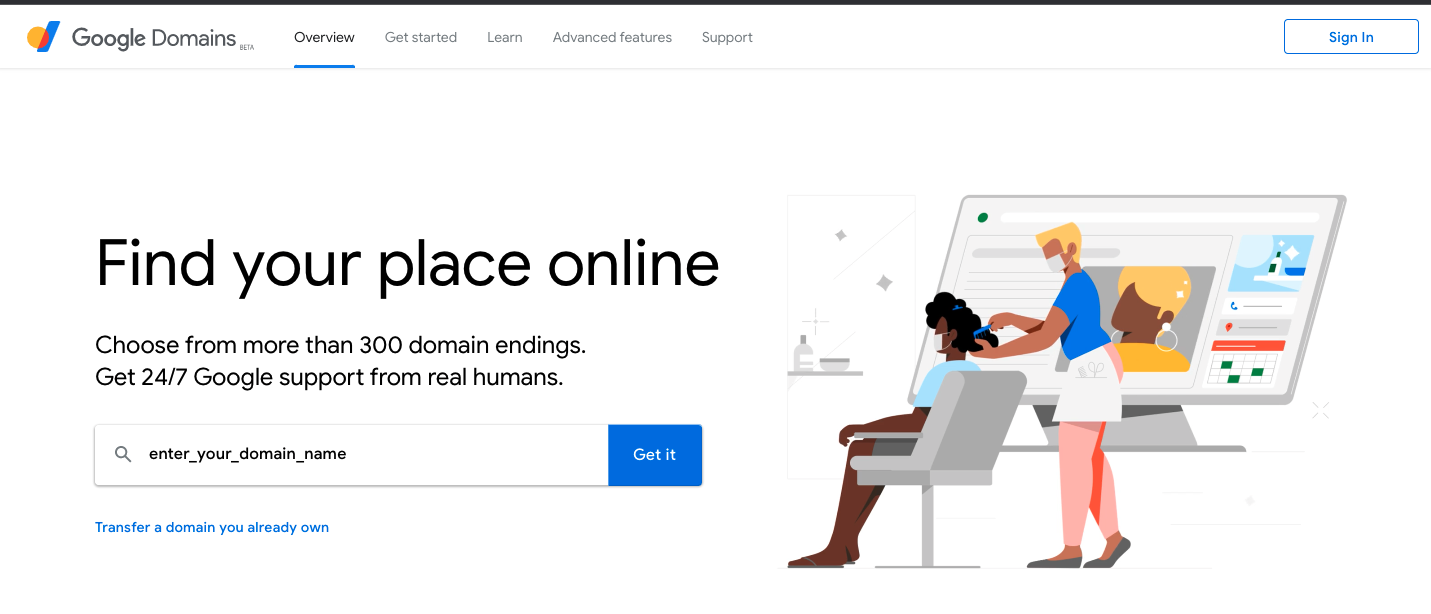 Google Domains BETA
Overview
Get started
Learn
Advanced features
Support
Sign In
Find your place online
Choose from more than 300 domain endings.
Get 24/7 Google support from real humans.
enter_your_domain_name
Get it
Transfer a domain you already own